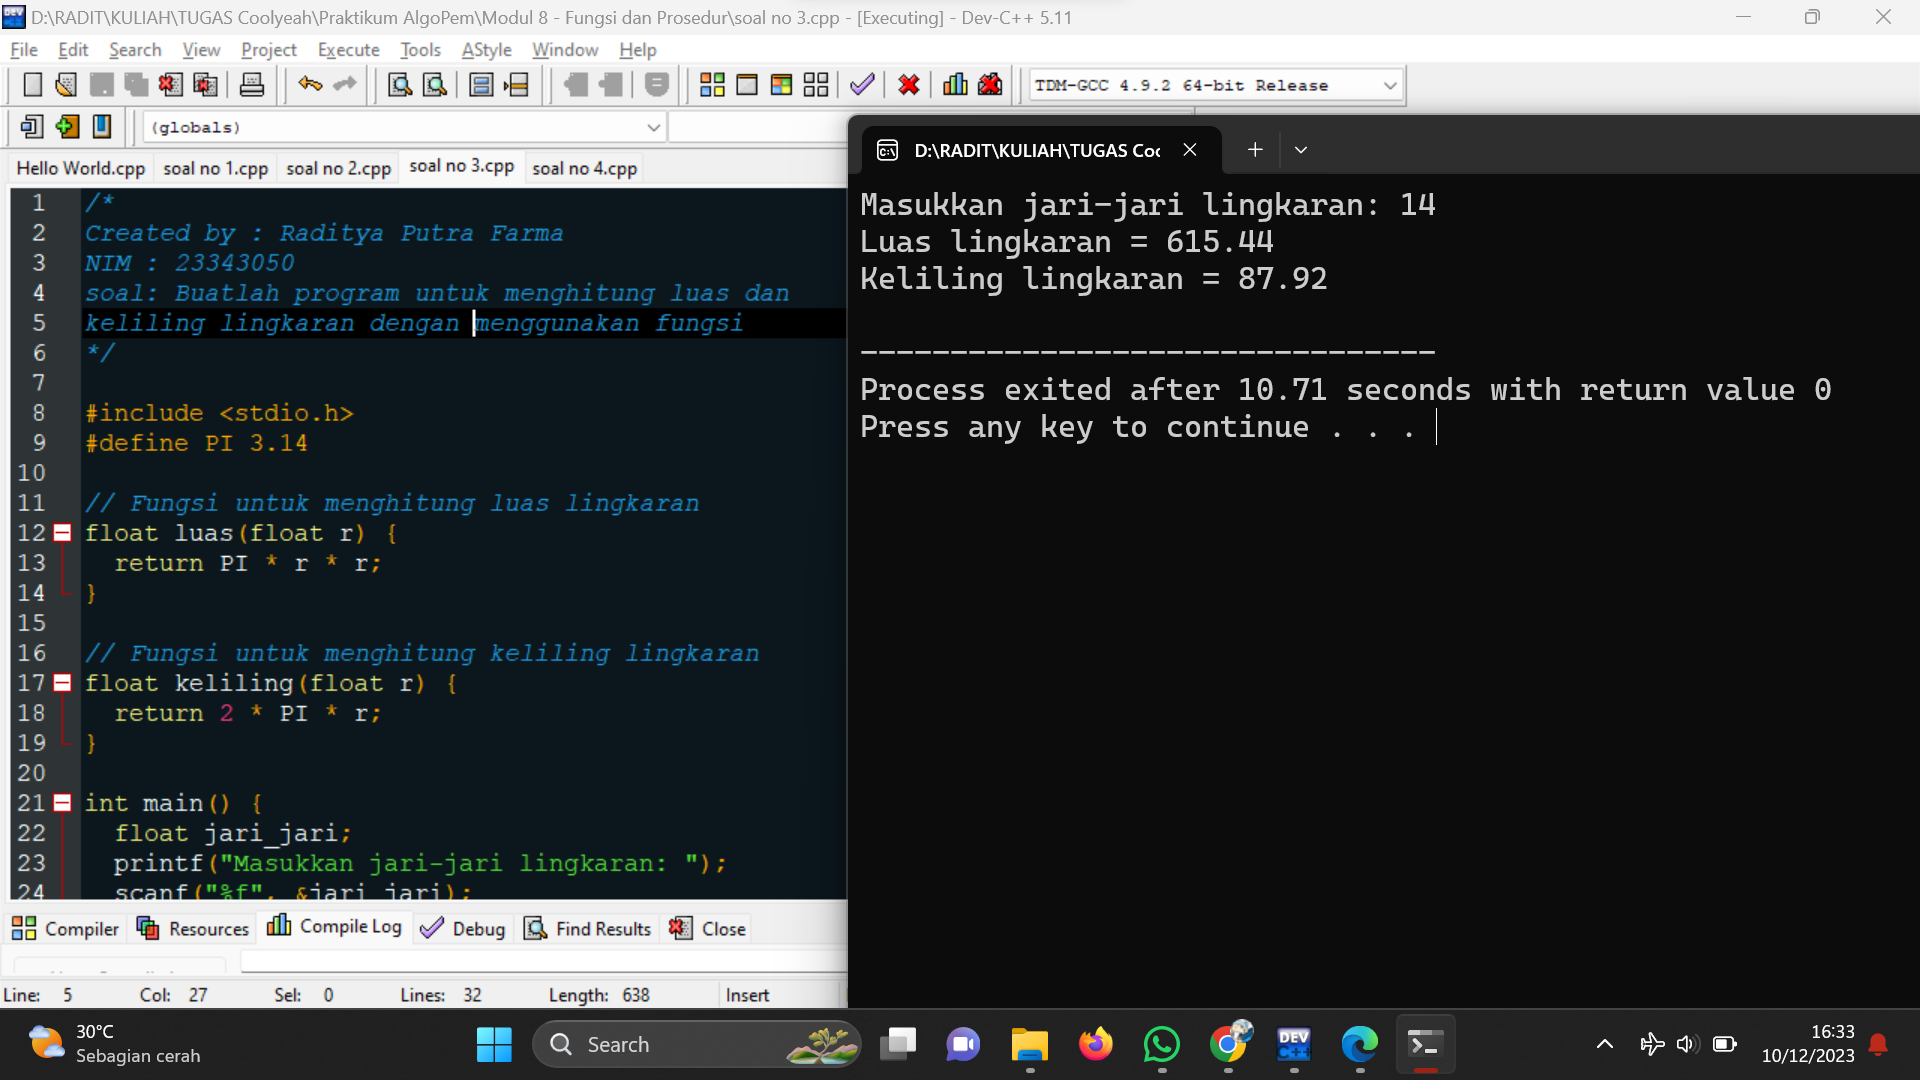 D:\RADIT\KULIAH\TUGAS Coolyeah\Praktikum AlgoPem\Modul 8 - Fungsi dan Prosedur\soal no 3.cpp - [Executing] - Dev-C++ 5.11
File Edit Search View Project Execute Tools AStyle Window Help
TDM-GCC 4.9.2 64-bit Release
(globals)
Hello World.cpp soal no 1.cpp soal no 2.cpp soal no 3.cpp soal no 4.cpp
1 /*
2 Created by : Raditya Putra Farma
3 NIM : 23343050
4 soal: Buatlah program untuk menghitung luas dan
5 keliling lingkaran dengan menggunakan fungsi
6 */
7
8 #include <stdio.h>
9 #define PI 3.14
10
11 // Fungsi untuk menghitung luas lingkaran
12 float luas(float r) {
13 return PI * r * r;
14 }
15
16 // Fungsi untuk menghitung keliling lingkaran
17 float keliling(float r) {
18 return 2 * PI * r;
19 }
20
21 int main() {
22 float jari_jari;
23 printf("Masukkan jari-jari lingkaran: ");
24 scanf("%f", &jari_jari);
Compiler Resources Compile Log Debug Find Results Close
Line: 5 Col: 27 Sel: 0 Lines: 32 Length: 638 Insert
D:\RADIT\KULIAH\TUGAS Coc
Masukkan jari-jari lingkaran: 14
Luas lingkaran = 615.44
Keliling lingkaran = 87.92
--------------------------------
Process exited after 10.71 seconds with return value 0
Press any key to continue . . .
30°C
Sebagian cerah
Search
DEV
C++
16:33
10/12/2023